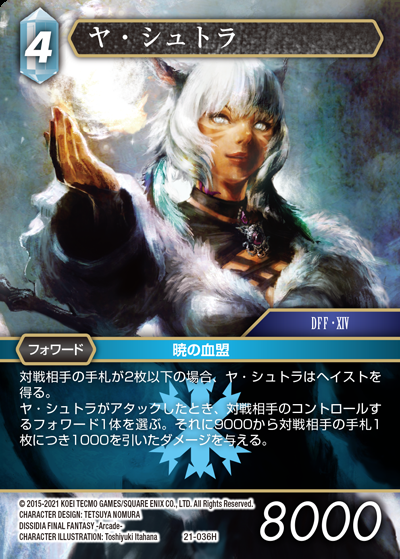 4
ヤ・シュトラ
DFF・XIV
フォワード
暁の血盟
対戦相手の手札が2枚以下の場合、ヤ・シュトラはヘイストを
得る。
ヤ・シュトラがアタックしたとき、対戦相手のコントロールす
るフォワード1体を選ぶ。それに9000から対戦相手の手札1
枚につき1000を引いたダメージを与える。
© 2015-2021 KOEI TECMO GAMES/SQUARE ENIX CO., LTD. All Rights Reserved.
CHARACTER DESIGN: TETSUYA NOMURA
DISSIDIA FINAL FANTASY -Arcade-
CHARACTER ILLUSTRATION: Toshiyuki Itahana
21-036H
8000